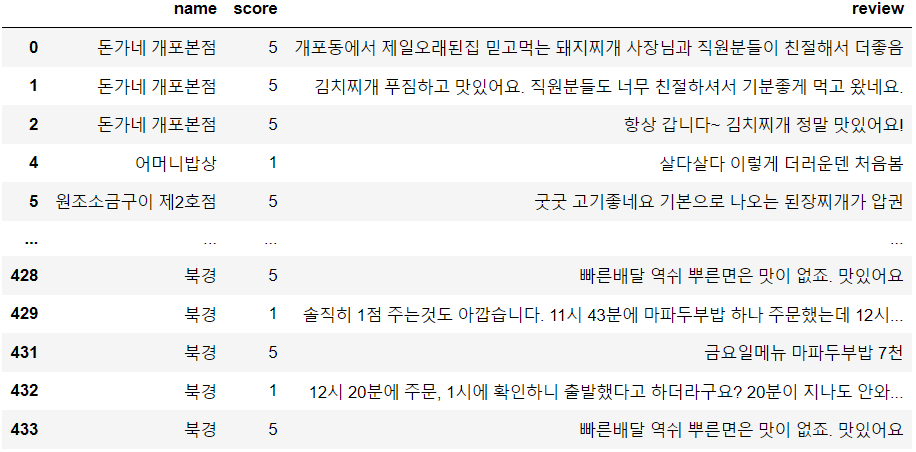 name score review
0 돈가네 개포본점 5 개포동에서 제일오래된집 믿고먹는 돼지찌개 사장님과 직원분들이 친절해서 더좋음
1 돈가네 개포본점 5 김치찌개 푸짐하고 맛있어요. 직원분들도 너무 친절하셔서 기분좋게 먹고 왔네요.
2 돈가네 개포본점 5 항상 갑니다~ 김치찌개 정말 맛있어요!
4 어머니밥상 1 살다살다 이렇게 더러운덴 처음봄
5 원조소금구이 제2호점 5 굿굿 고기좋네요 기본으로 나오는 된장찌개가 압권
... ... ... ...
428 북경 5 빠른배달 역쉬 뿌른면은 맛이 없죠. 맛있어요
429 북경 1 솔직히 1점 주는것도 아깝습니다. 11시 43분에 마파두부밥 하나 주문했는데 12시...
431 북경 5 금요일메뉴 마파두부밥 7천
432 북경 1 12시 20분에 주문, 1시에 확인하니 출발했다고 하더라구요? 20분이 지나도 안와...
433 북경 5 빠른배달 역쉬 뿌른면은 맛이 없죠. 맛있어요